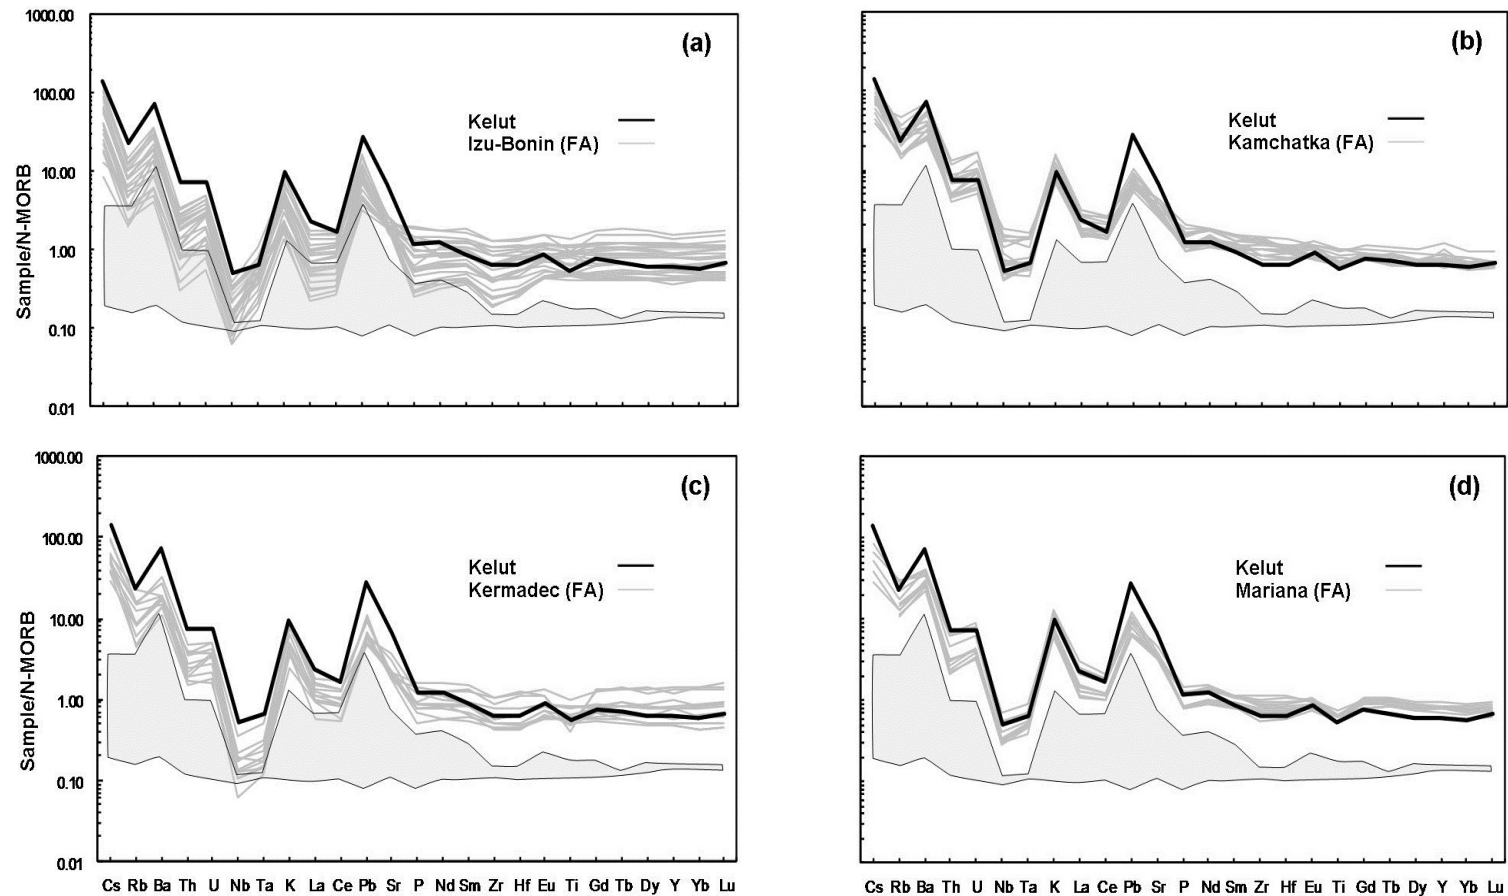 1000.00
100.00
10.00
1.00
0.10
0.01
Sample/N-MORB
(a)
Kelut
Izu-Bonin (FA)
(b)
Kelut
Kamchatka (FA)
1000.00
100.00
10.00
1.00
0.10
0.01
Sample/N-MORB
(c)
Kelut
Kermadec (FA)
(d)
Kelut
Mariana (FA)
Cs Rb Ba Th U Nb Ta K La Ce Pb Sr P Nd Sm Zr Hf Eu Ti Gd Tb Dy Y Yb Lu
Cs Rb Ba Th U Nb Ta K La Ce Pb Sr P Nd Sm Zr Hf Eu Ti Gd Tb Dy Y Yb Lu